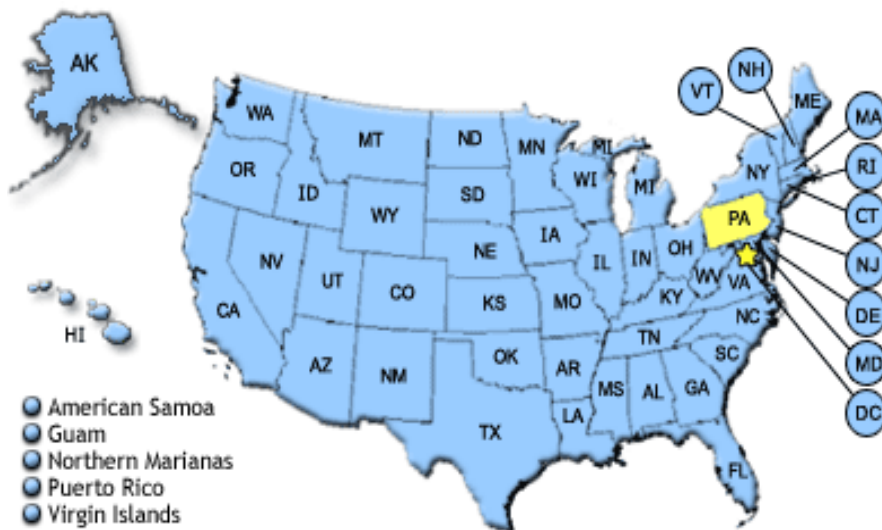 AK
WA
OR
CA
ID
NV
MT
WY
UT
AZ
CO
NM
ND
SD
NE
KS
OK
TX
MN
IA
MO
AR
LA
WI
IL
MS
MI
MI
IN
KY
TN
AL
OH
WV
VA
NC
SC
GA
FL
PA
NY
ME
VT
NH
MA
RI
CT
NJ
DE
MD
DC
HI
American Samoa
Guam
Northern Marianas
Puerto Rico
Virgin Islands